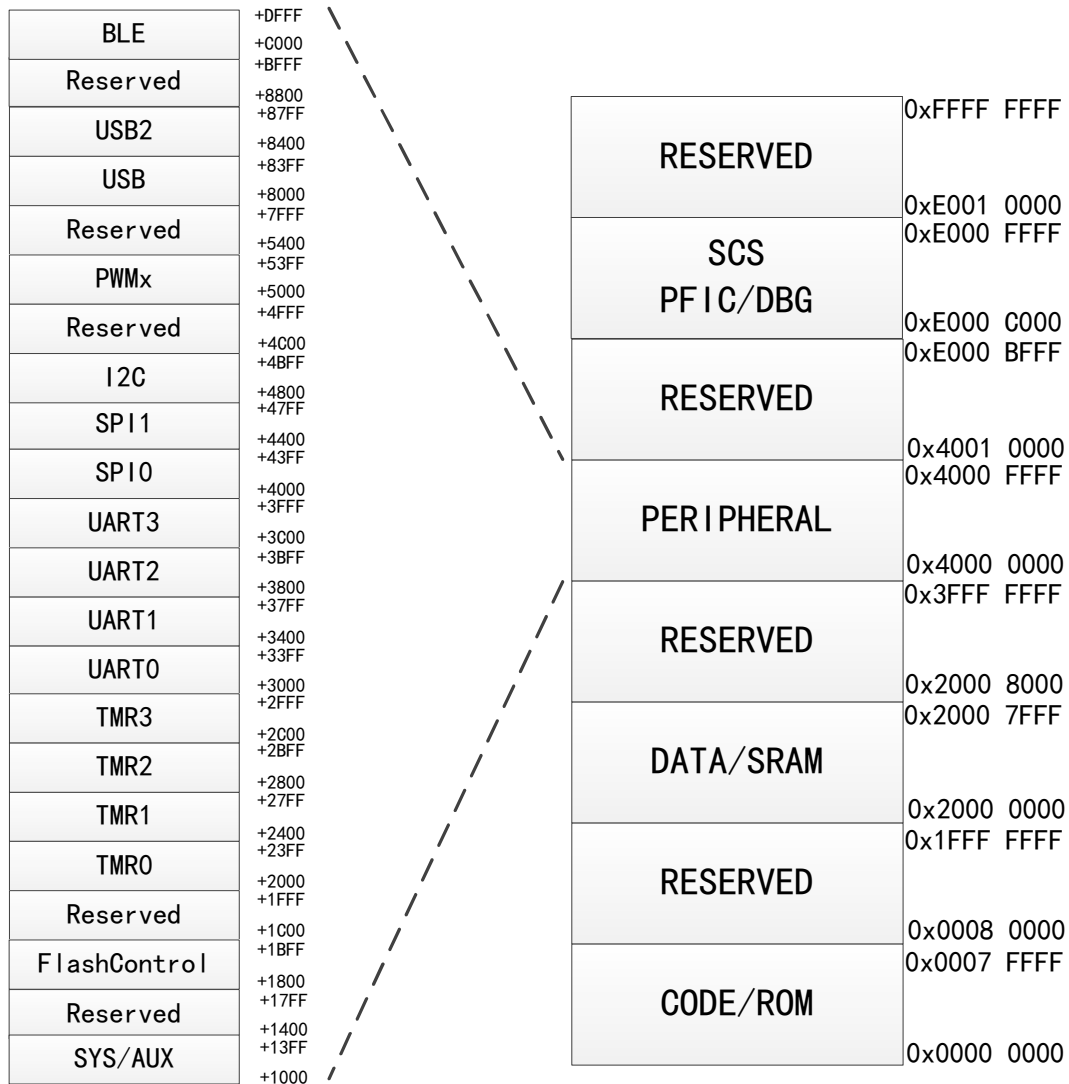 BLE
+DFFF
+C000
Reserved
+BFFF
+8800
USB2
+87FF
+8400
USB
+83FF
+8000
Reserved
+7FFF
+5400
PWMx
+53FF
+5000
Reserved
+4FFF
+4C00
I2C
+4BFF
+4800
SPI1
+47FF
+4400
SPI0
+43FF
+4000
UART3
+3FFF
+3C00
UART2
+3BFF
+3800
UART1
+37FF
+3400
UART0
+33FF
+3000
TMR3
+2FFF
+2C00
TMR2
+2BFF
+2800
TMR1
+27FF
+2400
TMR0
+23FF
+2000
Reserved
+1FFF
+1C00
FlashControl
+1BFF
+1800
Reserved
+17FF
+1400
SYS/AUX
+13FF
+1000
0xFFFF FFFF
RESERVED
0xE001 0000
0xE000 FFFF
SCS
PFIC/DBG
0xE000 C000
0xE000 BFFF
RESERVED
0x4001 0000
0x4000 FFFF
PERIPHERAL
0x4000 0000
0x3FFF FFFF
RESERVED
0x2000 8000
0x2000 7FFF
DATA/SRAM
0x2000 0000
0x1FFF FFFF
RESERVED
0x0008 0000
0x0007 FFFF
CODE/ROM
0x0000 0000